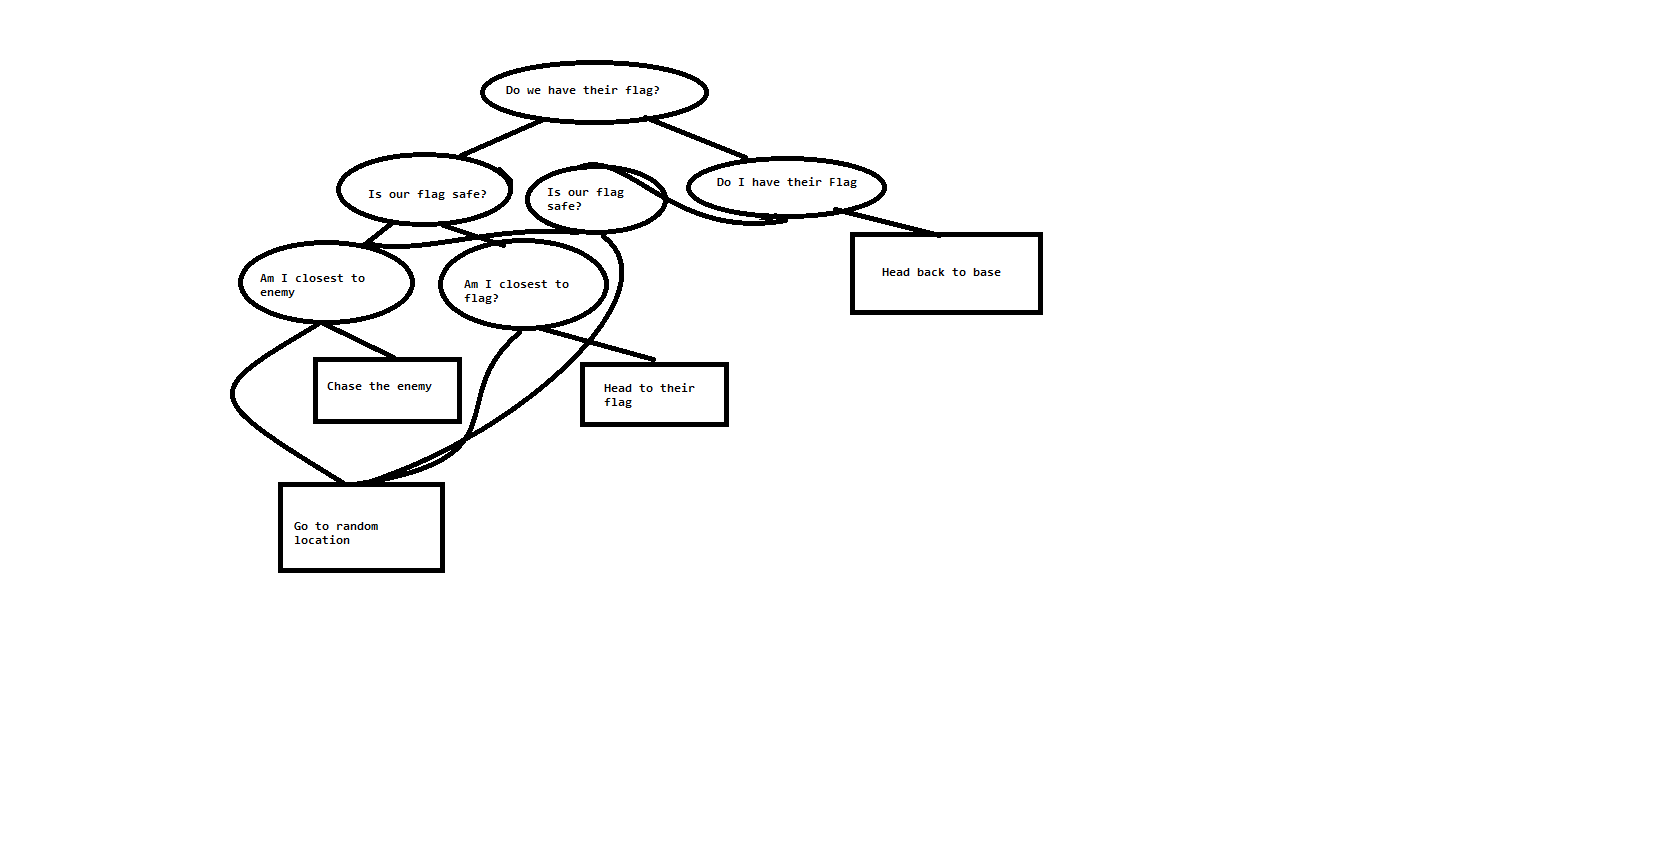 Do we have their flag?
Is our flag safe?
Is our flag
safe?
Do I have their Flag
Am I closest to
enemy
Am I closest to
flag?
Head back to base
Chase the enemy
Head to their
flag
Go to random
location